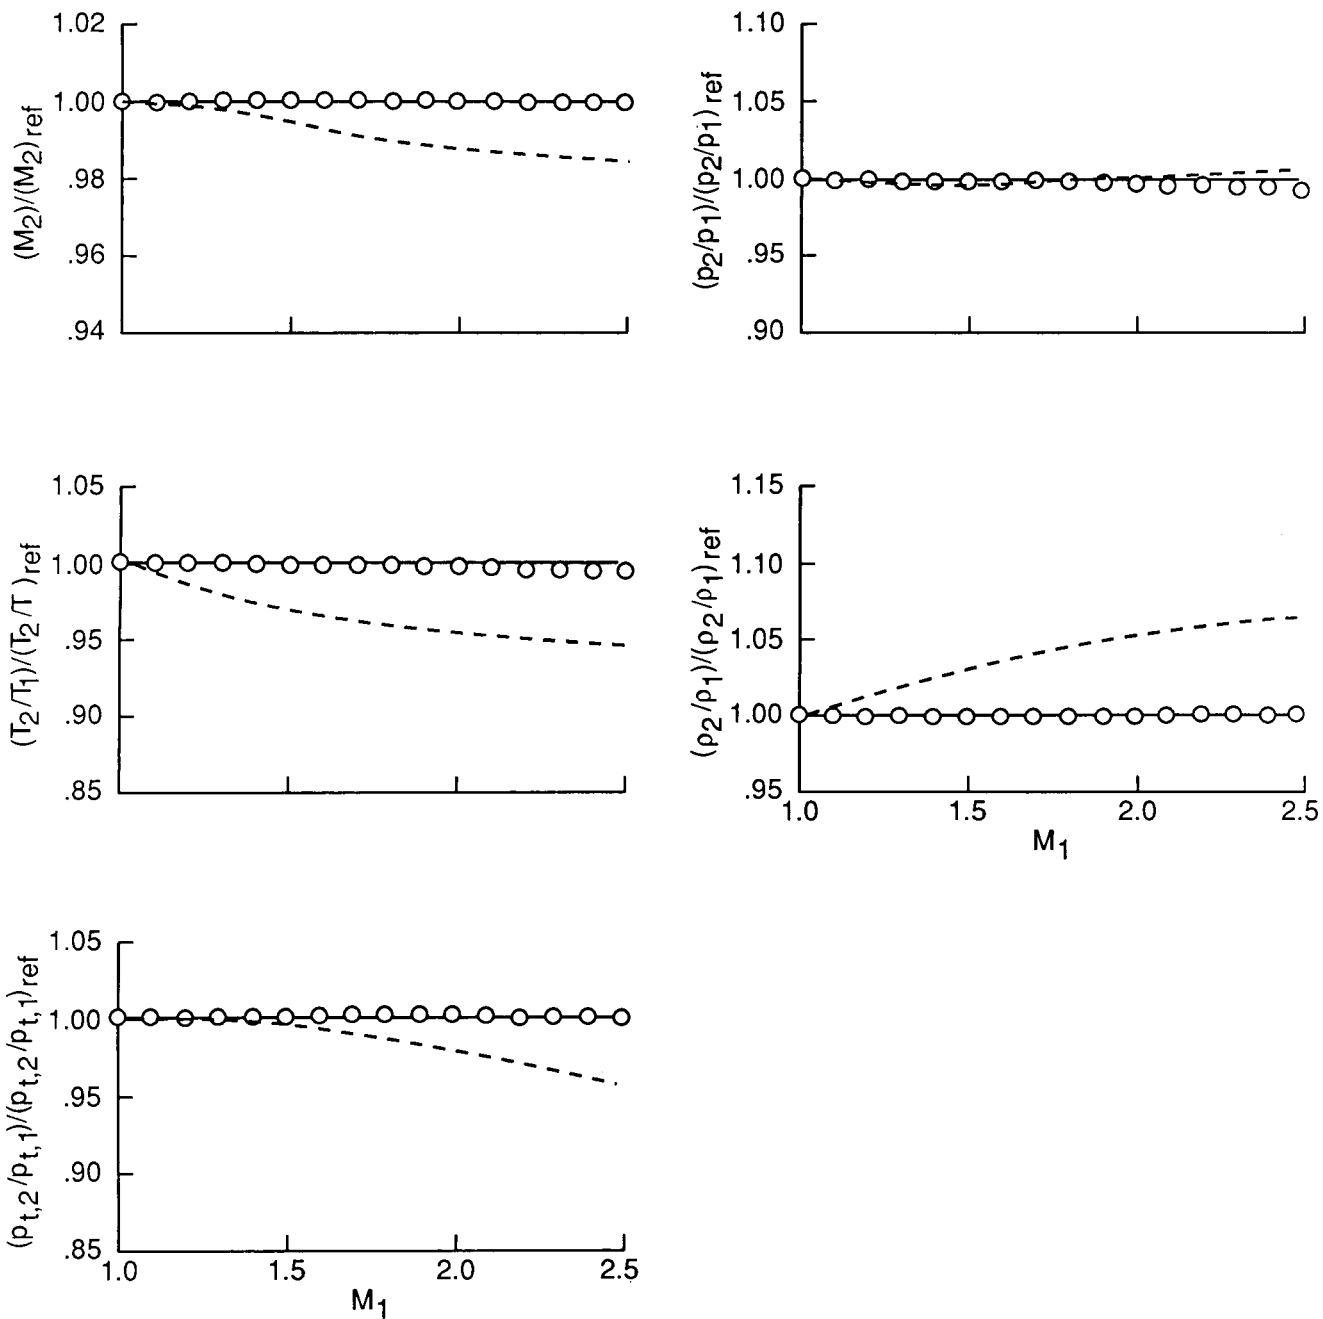 (M2)/(M2)ref
1.02
1.00
.98
.96
.94
(p2/p1)/(p2/p1)ref
1.10
1.05
1.00
.95
.90
(T2/T1)/(T2/T)ref
1.05
1.00
.95
.90
.85
(ρ2/ρ1)/(ρ2/ρ1)ref
1.15
1.10
1.05
1.00
.95
1.0 1.5 2.0 2.5
M1
(pt,2/pt,1)/(pt,2/pt,1)ref
1.05
1.00
.95
.90
.85
1.0 1.5 2.0 2.5
M1